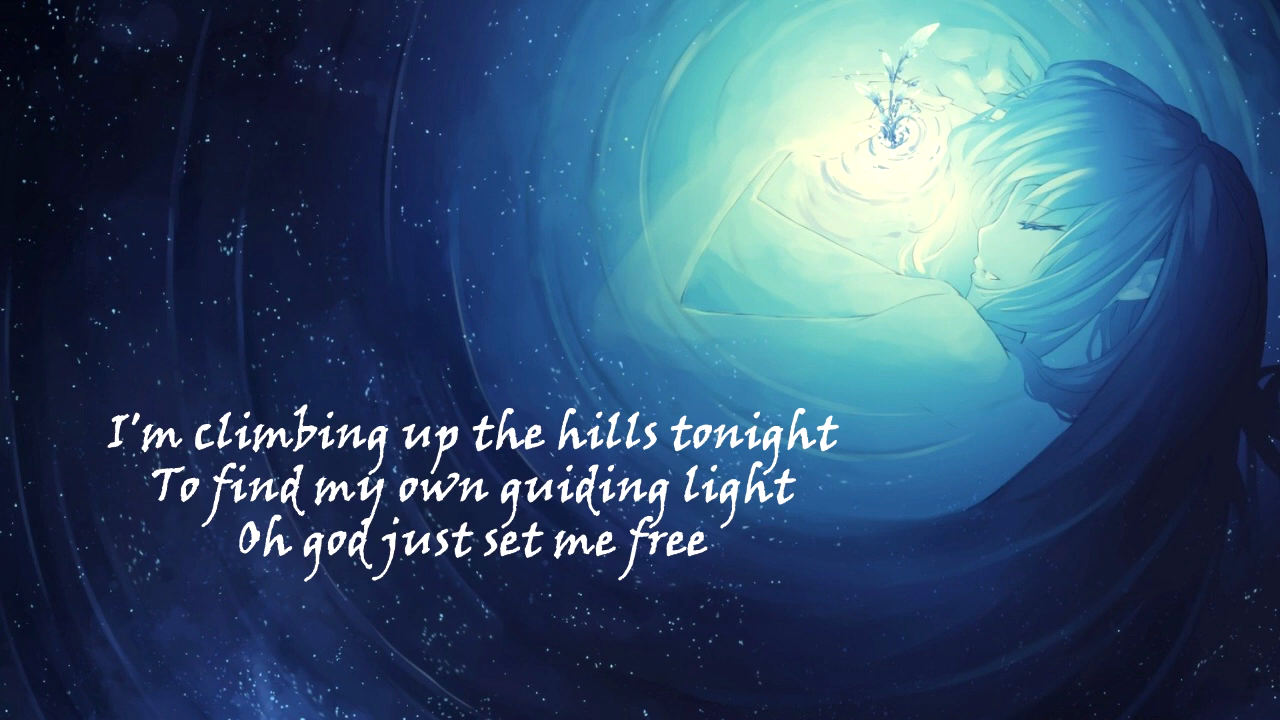 I'm climbing up the hills tonight
To find my own guiding light
Oh god just set me free